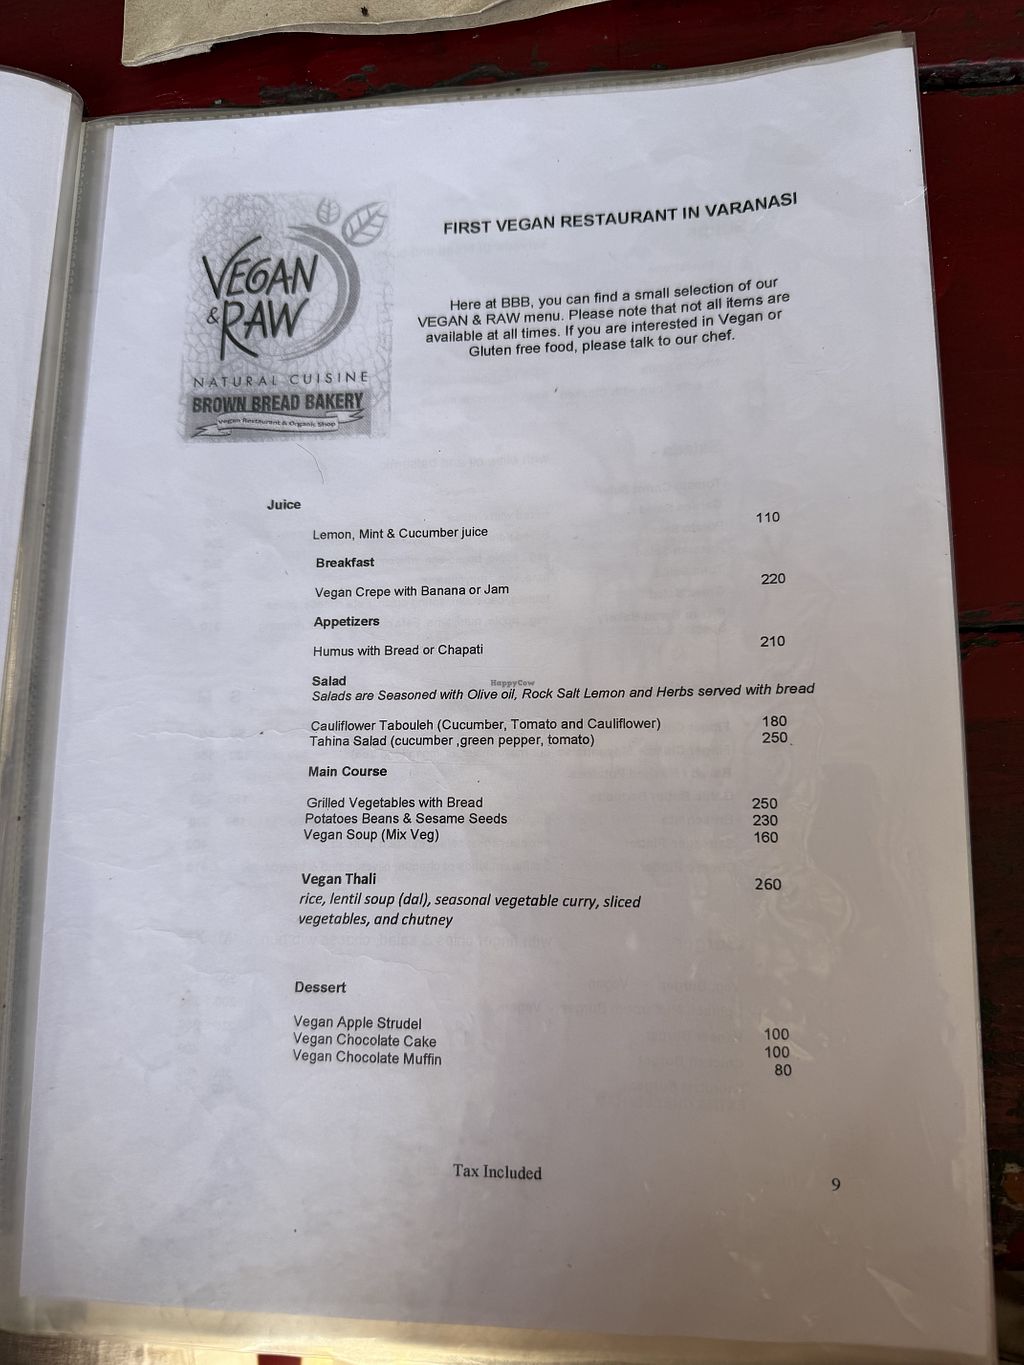 VEGAN
& RAW
NATURAL CUISINE
BROWN BREAD BAKERY
Vegan Restaurant & Organic Shop
FIRST VEGAN RESTAURANT IN VARANASI
Here at BBB, you can find a small selection of our
VEGAN & RAW menu. Please note that not all items are
available at all times. If you are interested in Vegan or
Gluten free food, please talk to our chef.
Juice
Lemon, Mint & Cucumber juice 110
Breakfast
Vegan Crepe with Banana or Jam 220
Appetizers
Humus with Bread or Chapati 210
Salad
HappyCow
Salads are Seasoned with Olive oil, Rock Salt Lemon and Herbs served with bread
Cauliflower Tabouleh (Cucumber, Tomato and Cauliflower) 180
Tahina Salad (cucumber ,green pepper, tomato) 250
Main Course
Grilled Vegetables with Bread 250
Potatoes Beans & Sesame Seeds 230
Vegan Soup (Mix Veg) 160
Vegan Thali 260
rice, lentil soup (dal), seasonal vegetable curry, sliced
vegetables, and chutney
Dessert
Vegan Apple Strudel 100
Vegan Chocolate Cake 100
Vegan Chocolate Muffin 80
Tax Included
9